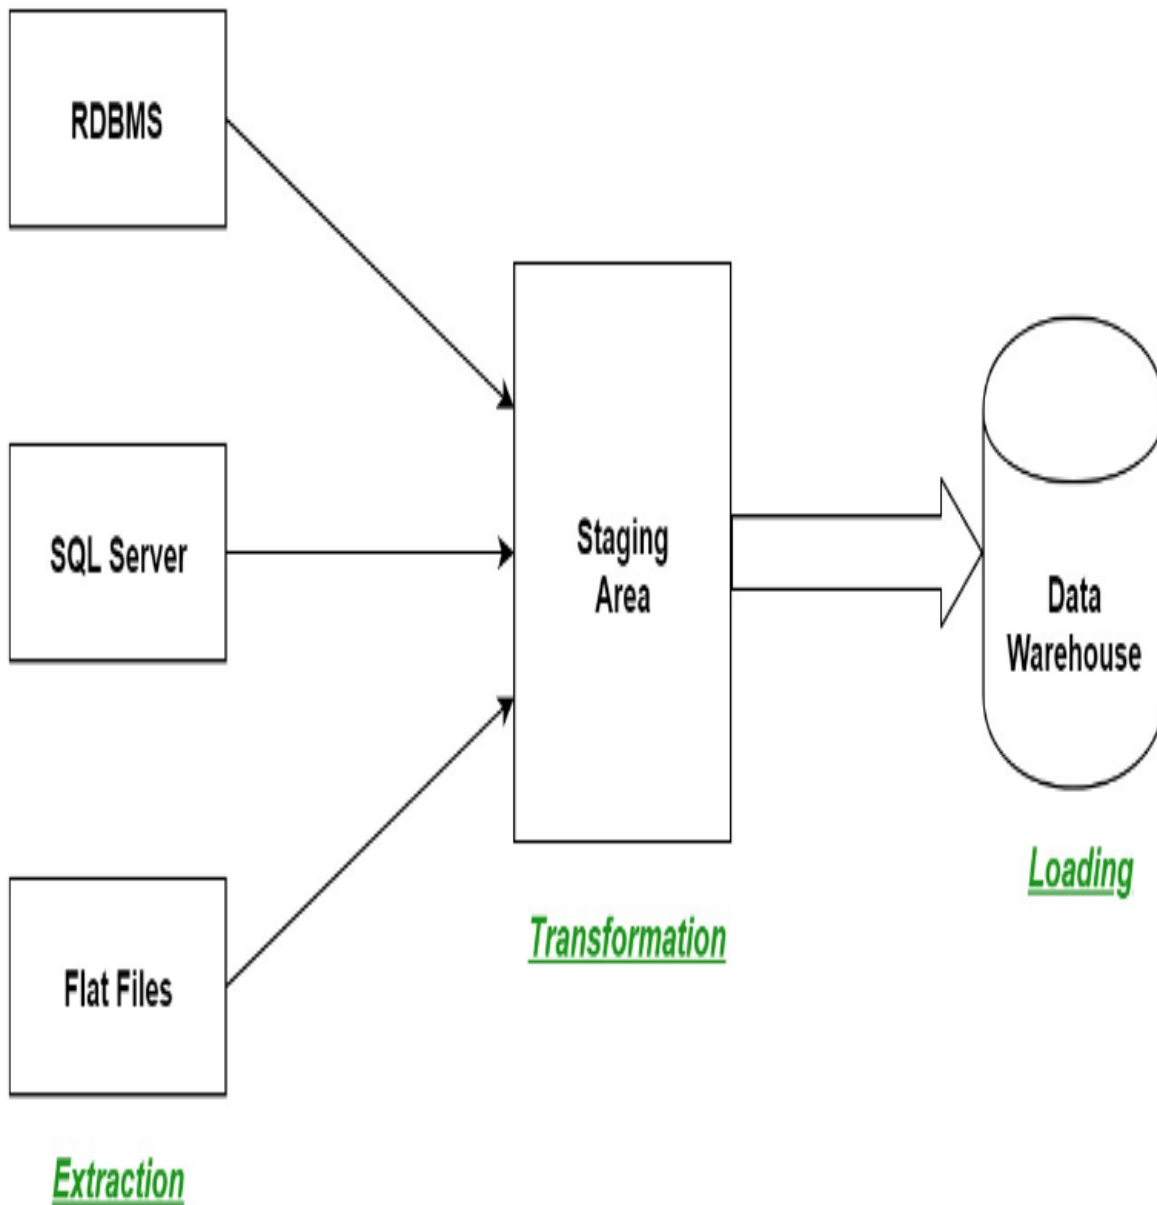 RDBMS
SQL Server
Flat Files
Extraction
Staging
Area
Transformation
Data
Warehouse
Loading